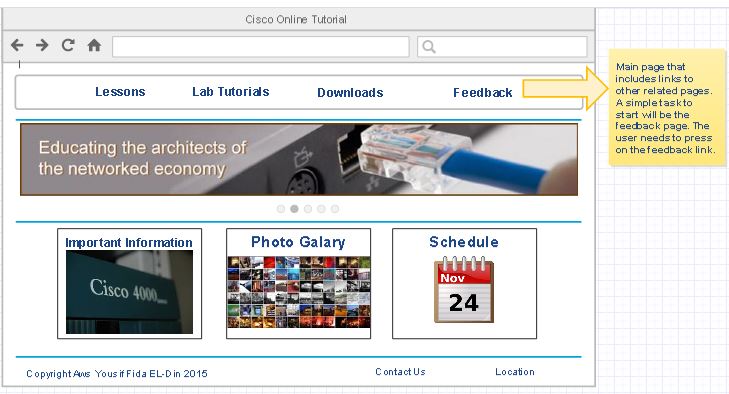 Cisco Online Tutorial
Lessons Lab Tutorials Downloads Feedback
Main page that
includes links to
other related pages.
A simple task to
start will be the
feedback page. The
user needs to press
on the feedback link.
Educating the architects of
the networked economy
Important Information
Cisco 4000
Photo Galary
Schedule
Nov
24
Copyright Aws Yousif Fida EL-Din 2015
Contact Us
Location